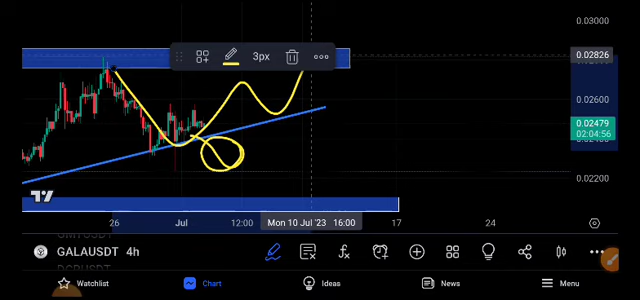 0.03000
3px
0.02826
0.02600
0.02479
02:04:56
0.02200
26 Jul 12:00 Mon 10 Jul '23 16:00 17 24
GALAUSDT 4h
Watchlist Chart Ideas News Menu